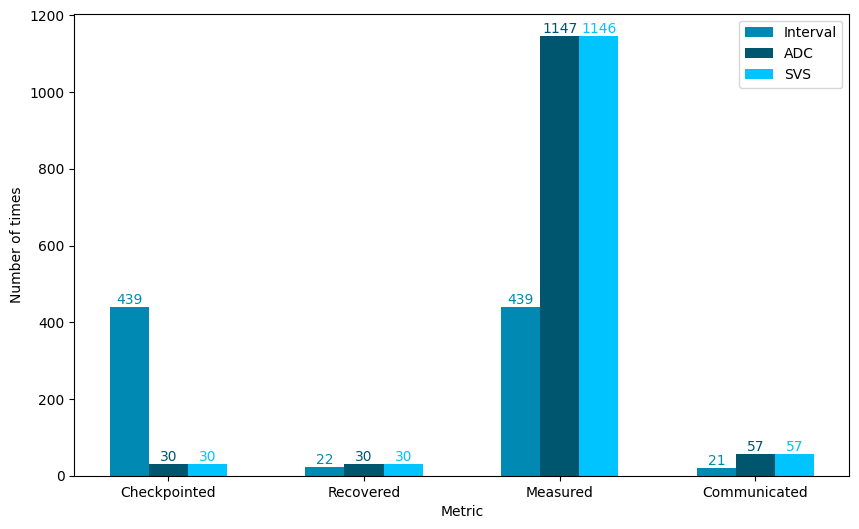 1200
1000
800
600
400
200
0
Number of times
Interval
ADC
SVS
439
30
30
22
30
30
439
1147
1146
21
57
57
Checkpointed
Recovered
Measured
Communicated
Metric